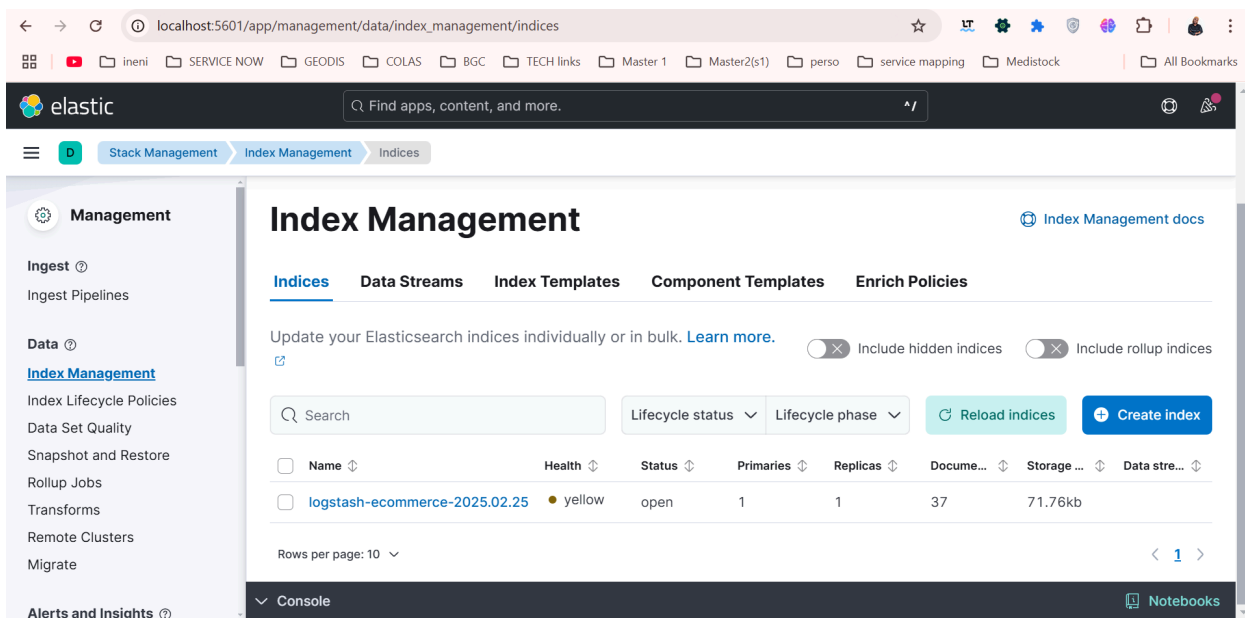 localhost:5601/app/management/data/index_management/indices
ineni SERVICE NOW GEODIS COLAS BGC TECH links Master 1 Master2(s1) perso service mapping Medistock All Bookmarks
elastic Find apps, content, and more. ^/
D Stack Management Index Management Indices
Management
Ingest
Ingest Pipelines
Data
Index Management
Index Lifecycle Policies
Data Set Quality
Snapshot and Restore
Rollup Jobs
Transforms
Remote Clusters
Migrate
Alerts and Insights
Index Management Index Management docs
Indices Data Streams Index Templates Component Templates Enrich Policies
Update your Elasticsearch indices individually or in bulk. Learn more.
Include hidden indices Include rollup indices
Search Lifecycle status Lifecycle phase Reload indices Create index
Name Health Status Primaries Replicas Docume... Storage ... Data stre...
logstash-ecommerce-2025.02.25 yellow open 1 1 37 71.76kb
Rows per page: 10 1
Console Notebooks